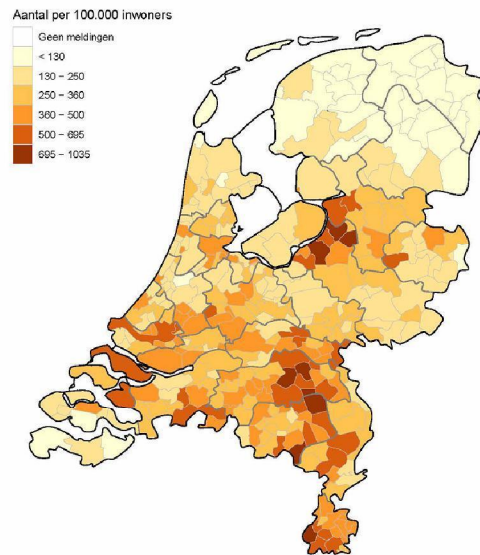 Aantal per 100.000 inwoners
Geen meldingen
< 130
130 – 250
250 – 360
360 – 500
500 – 695
695 – 1035